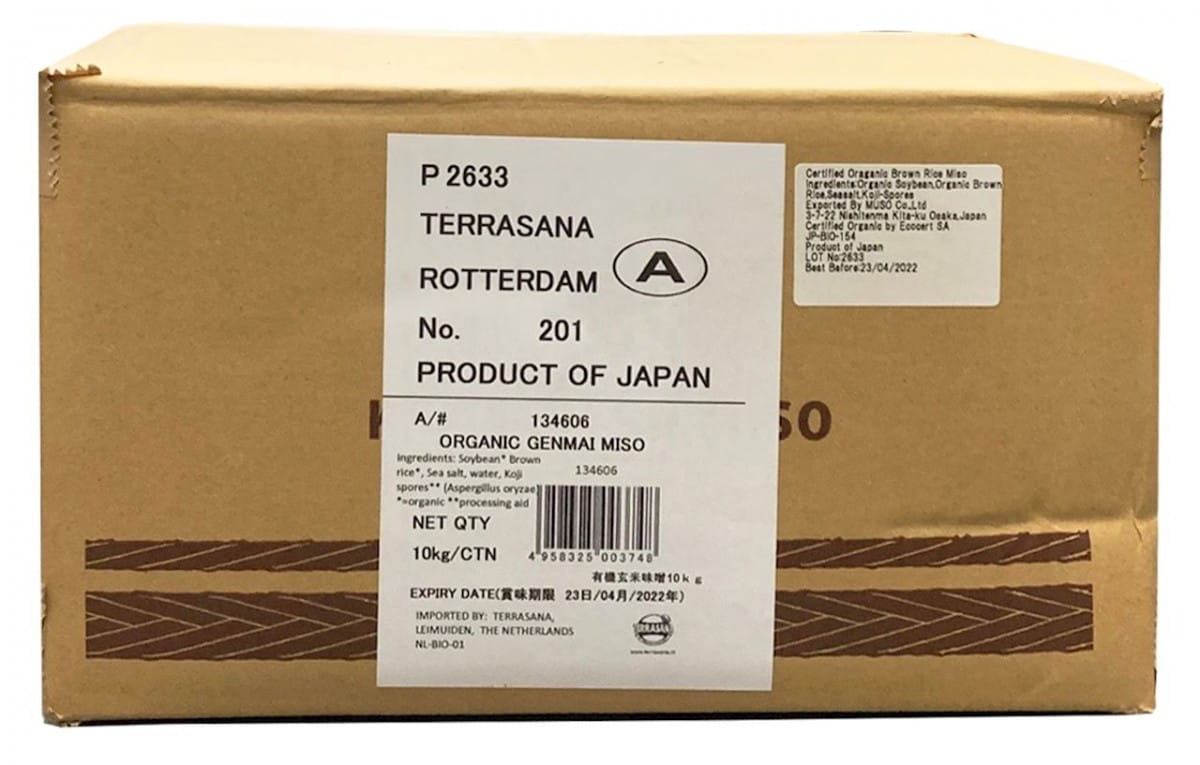 P 2633
TERRASANA
ROTTERDAM A
No. 201
PRODUCT OF JAPAN
A/# 134606
ORGANIC GENMAI MISO
Ingredients: Soybean* Brown
rice*, Sea salt, water, Koji
spores** (Aspergillus oryzae
*=organic **processing aid
134606
NET QTY
10kg/CTN
4 958325 003748
有機玄米味噌10kg
EXPIRY DATE(賞味期限 23日/04月/2022年)
IMPORTED BY: TERRASANA,
LEIMUIDEN, THE NETHERLANDS
NL-BIO-01
TERRASANA
www.terrasana.nl
Certified Oraganic Brown Rice Miso
Ingredients:Organic Soybean,Organic Brown
Rice,Seasalt,Koji-Spores
Exported By MUSO Co.,Ltd
3-7-22 Nishitenma Kita-ku Osaka,Japan
Certified Organic by Ecocert SA
JP-BIO-154
Product of Japan
LOT No:2633
Best Before:23/04/2022